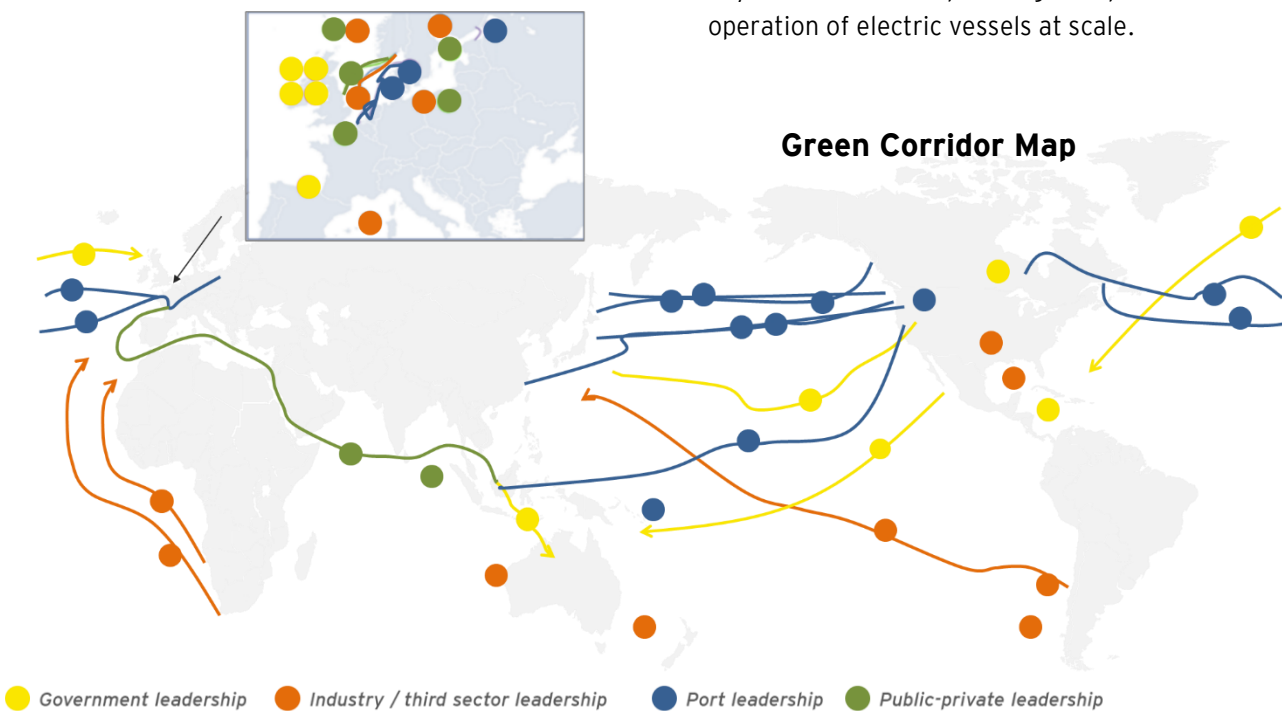 operation of electric vessels at scale.
Green Corridor Map
Government leadership
Industry / third sector leadership
Port leadership
Public-private leadership